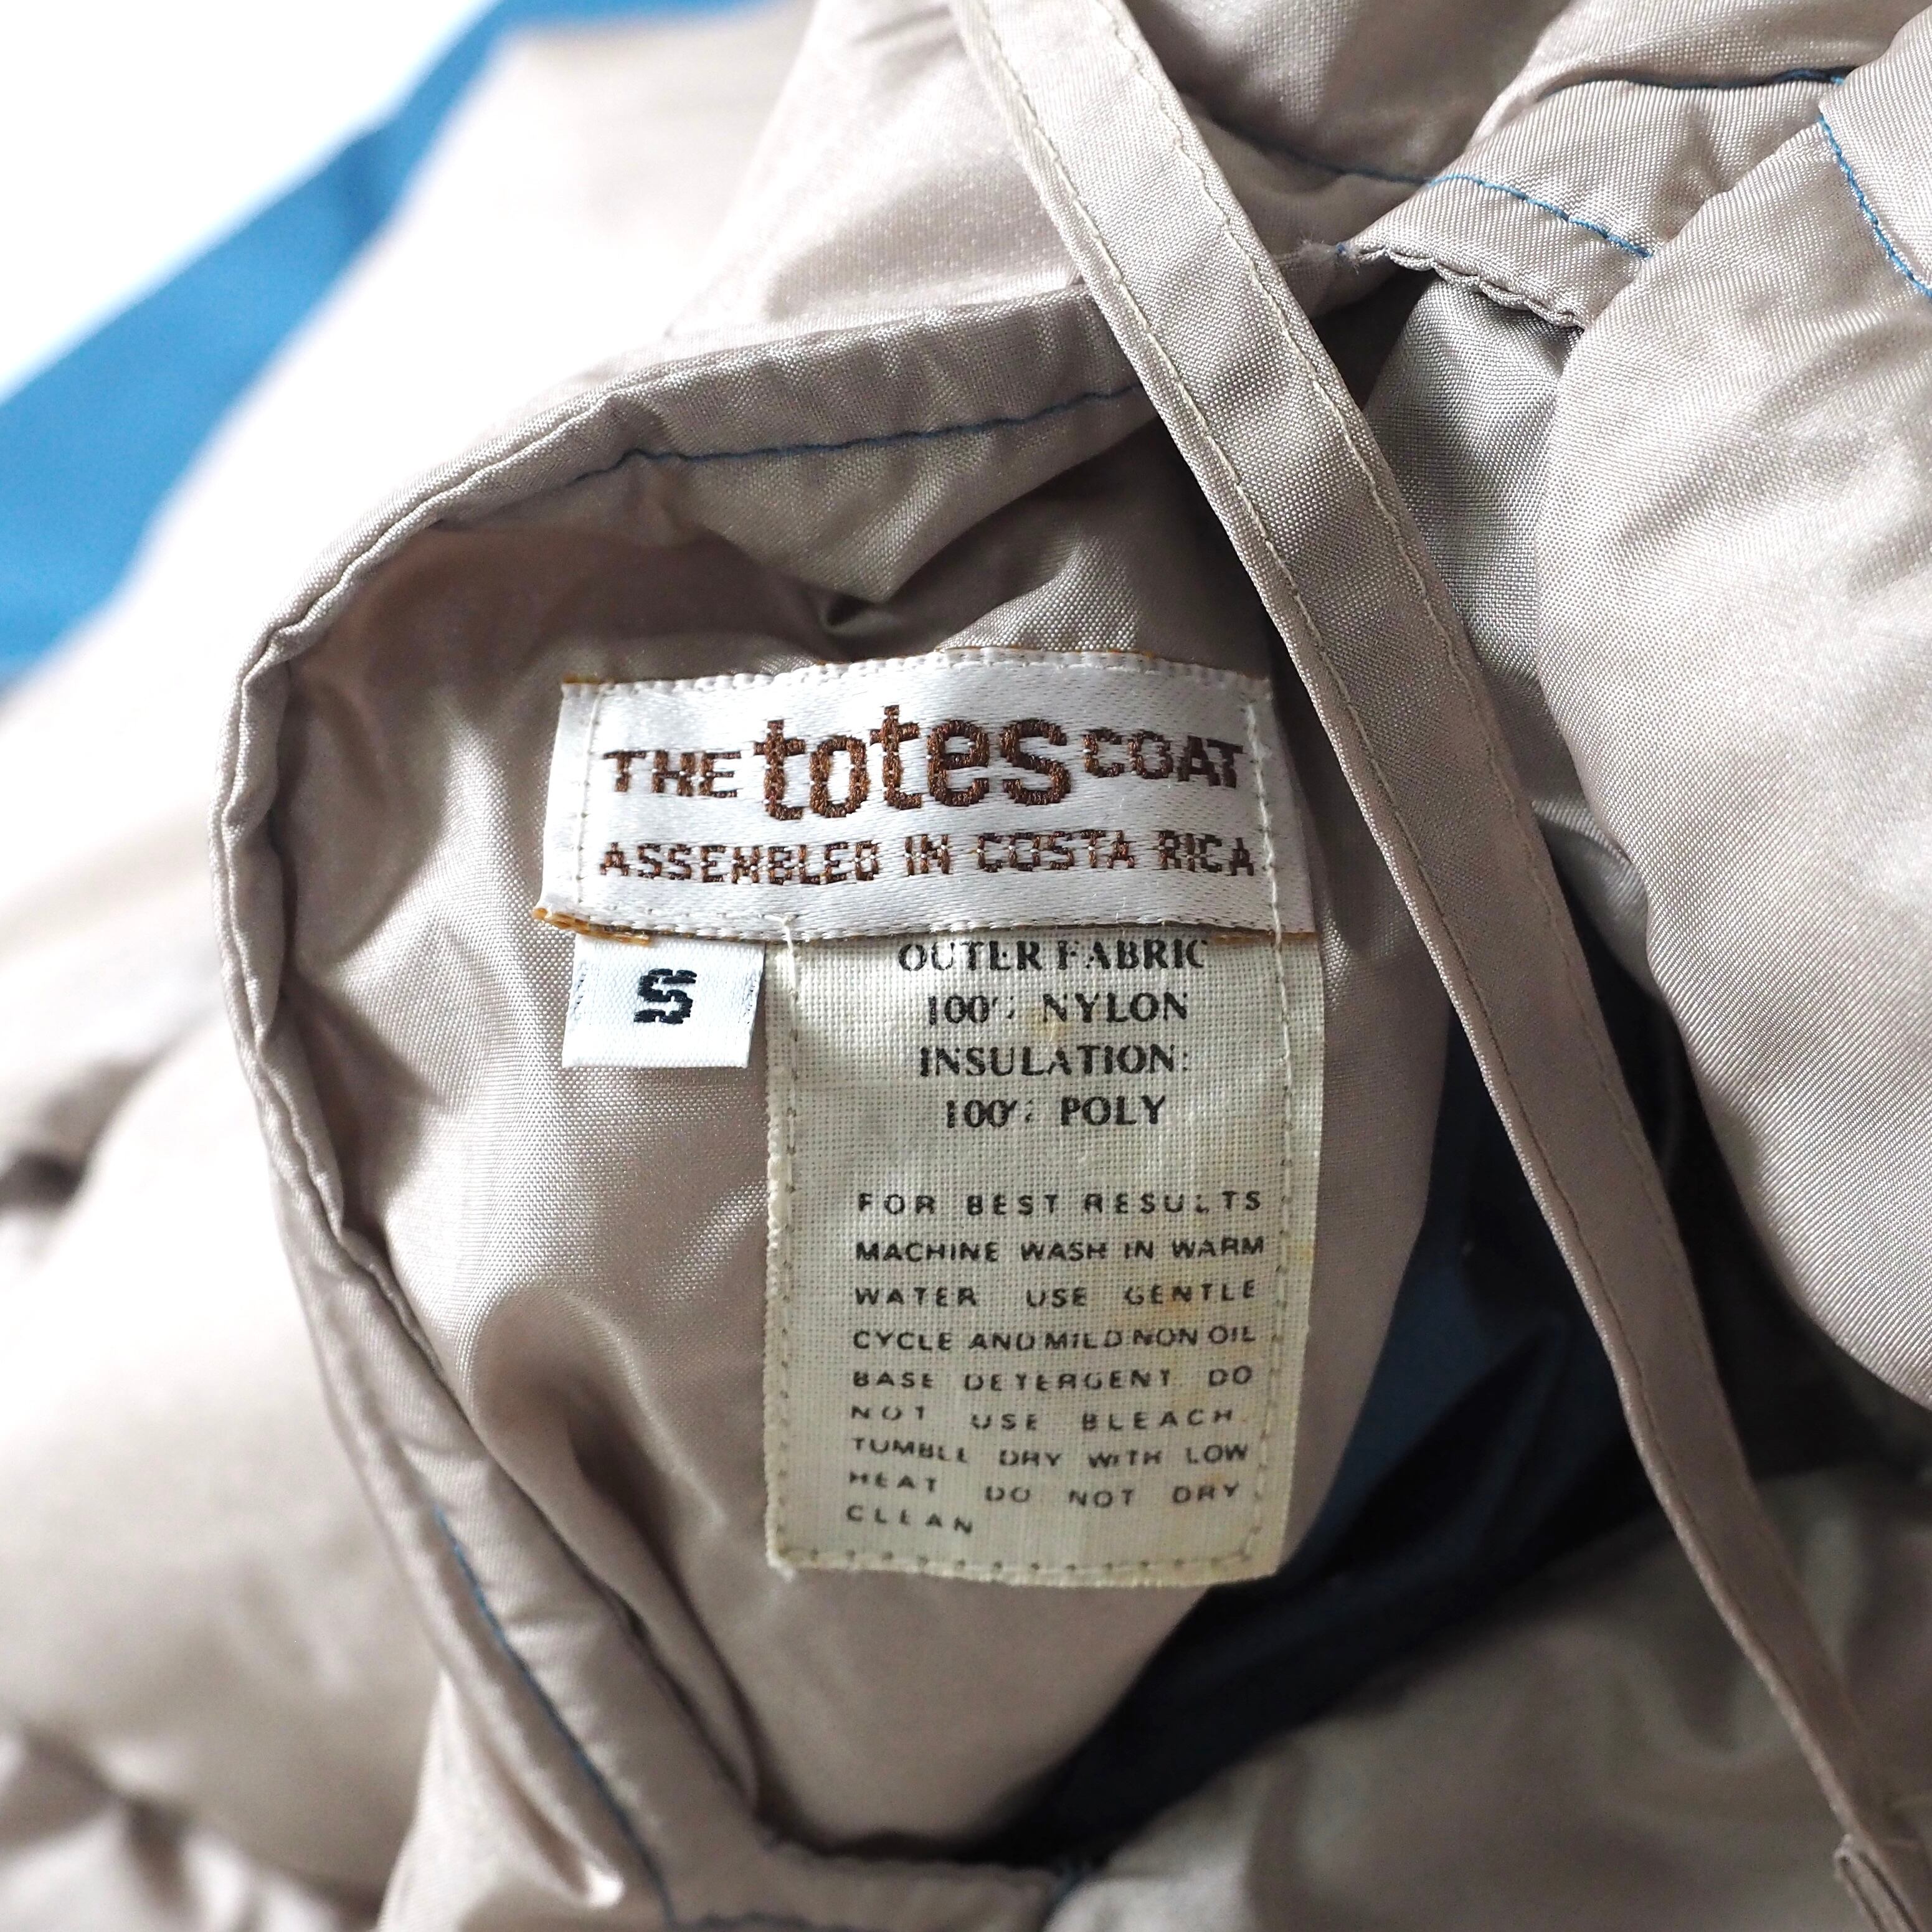 THE totes COAT
ASSEMBLED IN COSTA RICA
S
OUTER FABRIC
100% NYLON
INSULATION:
100% POLY
FOR BEST RESULTS
MACHINE WASH IN WARM
WATER USE GENTLE
CYCLE AND MILD NON OIL
BASE DETERGENT. DO
NOT USE BLEACH.
TUMBLE DRY WITH LOW
HEAT DO NOT DRY
CLEAN